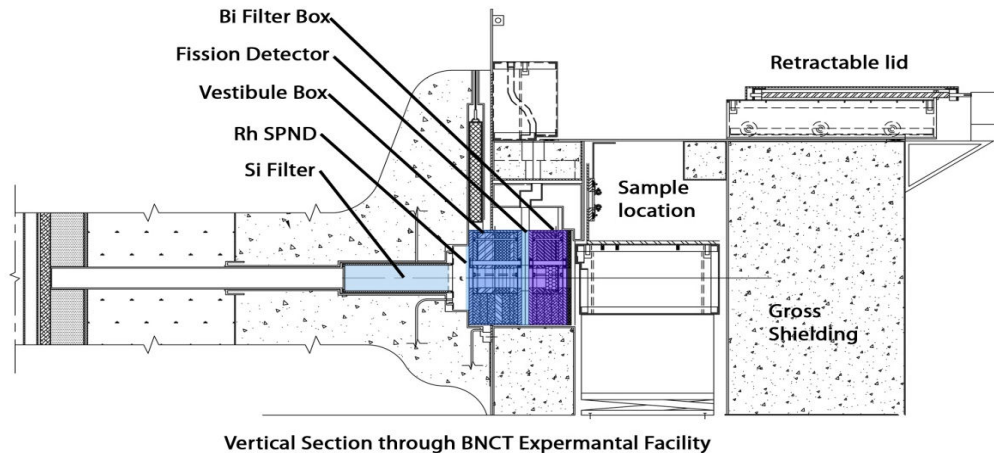 Bi Filter Box
Fission Detector
Vestibule Box
Rh SPND
Si Filter
Retractable lid
Sample
location
Gross
Shielding
Vertical Section through BNCT Expermantal Facility